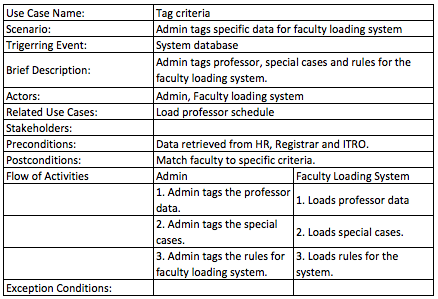 Use Case Name: Tag criteria
Scenario: Admin tags specific data for faculty loading system
Trigerring Event: System database
Brief Description: Admin tags professor, special cases and rules for the
faculty loading system.
Actors: Admin, Faculty loading system
Related Use Cases: Load professor schedule
Stakeholders:
Preconditions: Data retrieved from HR, Registrar and ITRO.
Postconditions: Match faculty to specific criteria.
Flow of Activities Admin Faculty Loading System
1. Admin tags the professor
data.
1. Loads professor data
2. Admin tags the special
cases.
2. Loads special cases.
3. Admin tags the rules for
faculty loading system.
3. Loads rules for the
system.
Exception Conditions: